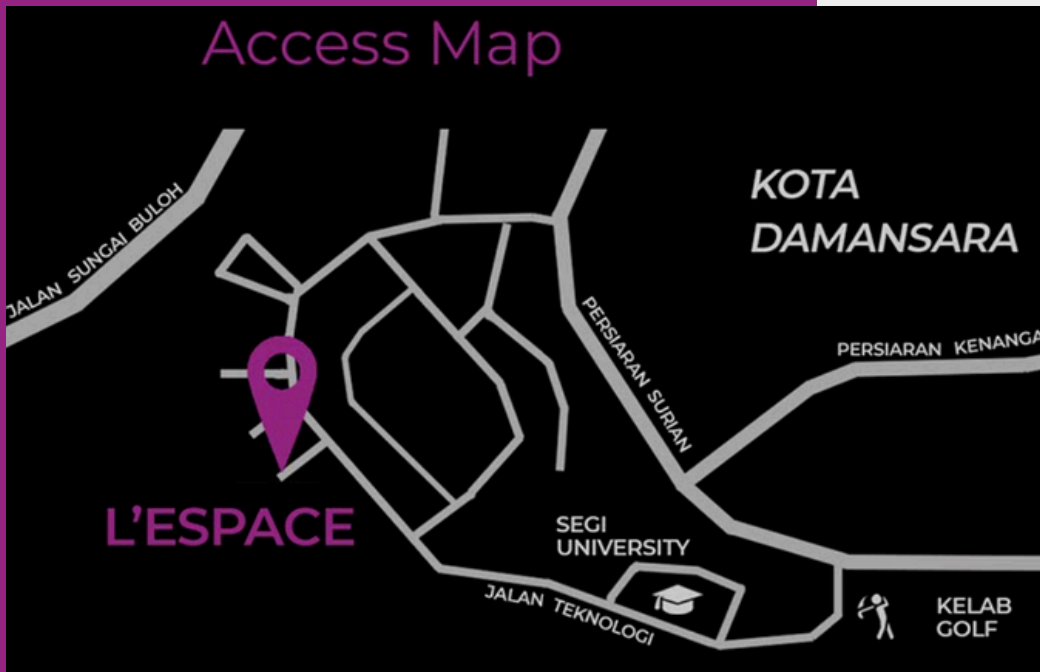 Access Map
JALAN SUNGAI BULOH
KOTA
DAMANSARA
PERSIARAN SURIAN
PERSIARAN KENANGA
L'ESPACE
SEGI
UNIVERSITY
JALAN TEKNOLOGI
KELAB
GOLF